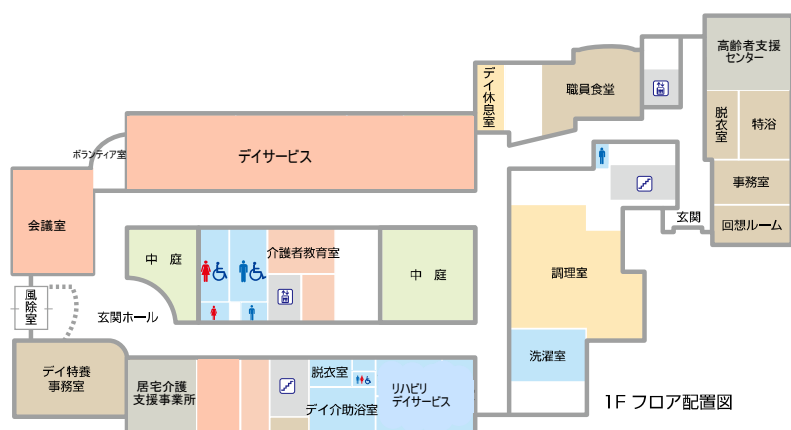 高齢者支援
センター
デイ休息室
職員食堂
脱衣室
特浴
ボランティア室
デイサービス
事務室
会議室
玄関
回想ルーム
中 庭
介護者教育室
中 庭
調理室
風除室
玄関ホール
洗濯室
デイ特養
事務室
居宅介護
支援事業所
脱衣室
デイ介助浴室
リハビリ
デイサービス
1F フロア配置図